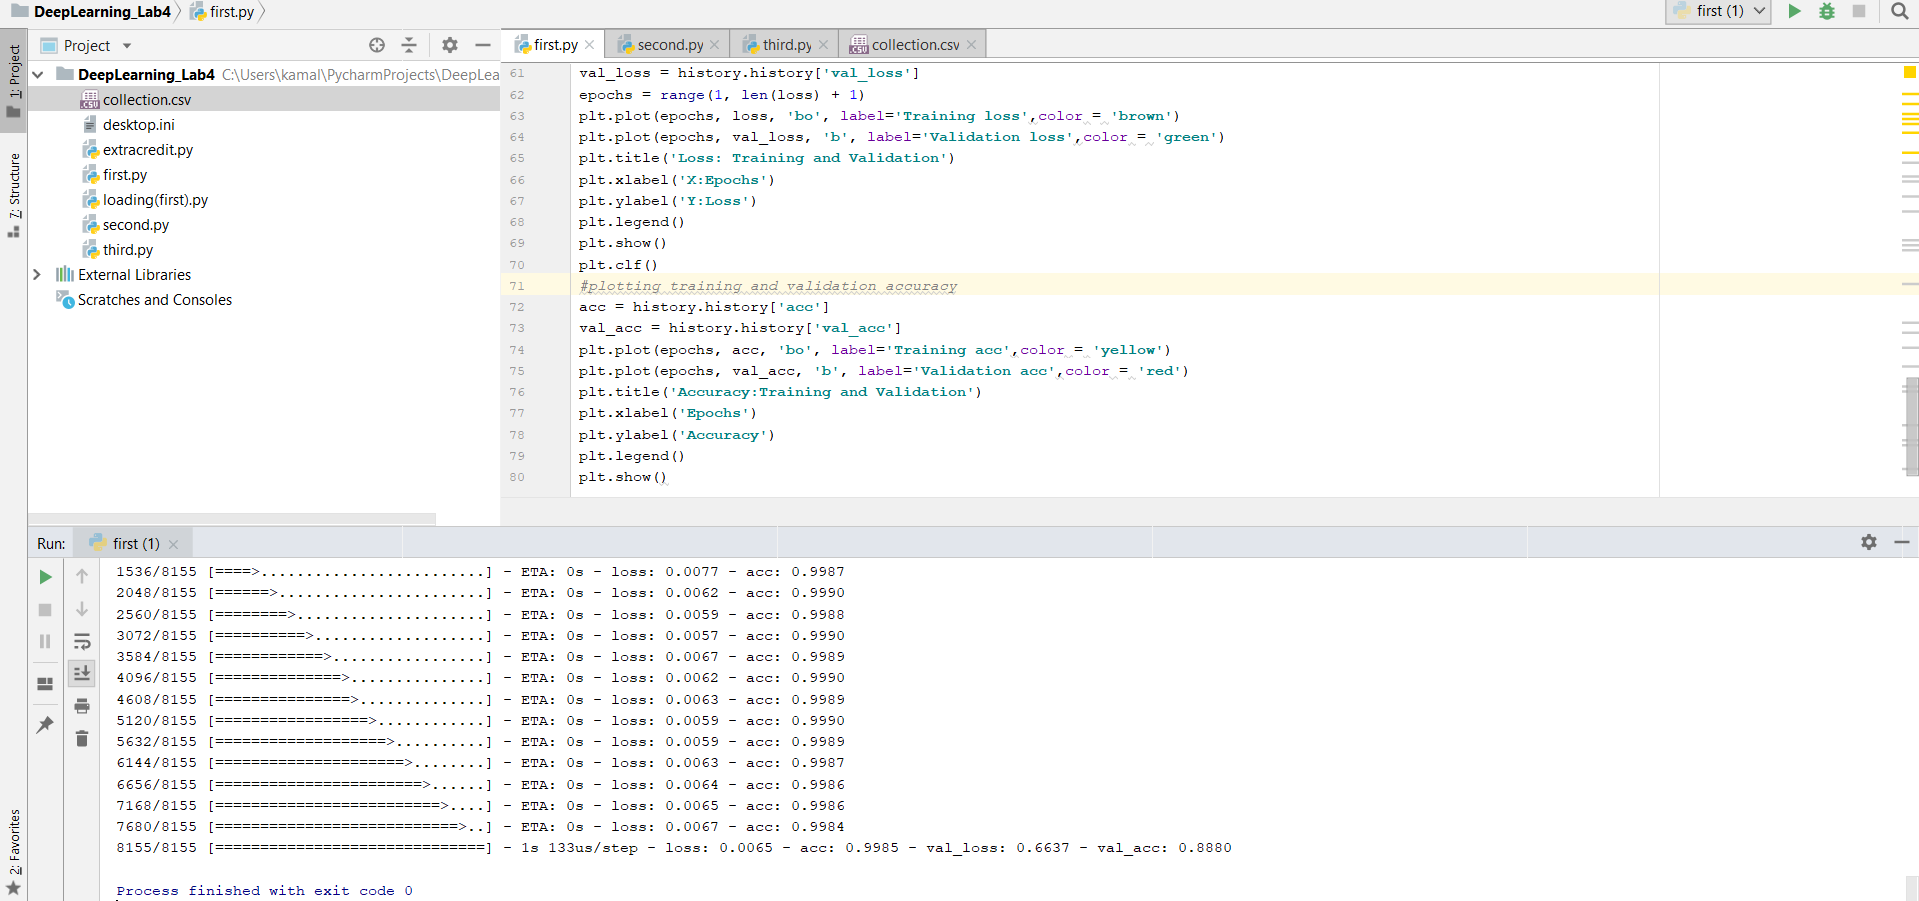 DeepLearning_Lab4 first.py
first (1)
1: Project
7: Structure
2: Favorites
Project
DeepLearning_Lab4 C:\Users\kamal\PycharmProjects\DeepLea
collection.csv
desktop.ini
extracredit.py
first.py
loading(first).py
second.py
third.py
External Libraries
Scratches and Consoles
first.py second.py third.py collection.csv
61 val_loss = history.history['val_loss']
62 epochs = range(1, len(loss) + 1)
63 plt.plot(epochs, loss, 'bo', label='Training loss',color = 'brown')
64 plt.plot(epochs, val_loss, 'b', label='Validation loss',color = 'green')
65 plt.title('Loss: Training and Validation')
66 plt.xlabel('X:Epochs')
67 plt.ylabel('Y:Loss')
68 plt.legend()
69 plt.show()
70 plt.clf()
71 #plotting training and validation accuracy
72 acc = history.history['acc']
73 val_acc = history.history['val_acc']
74 plt.plot(epochs, acc, 'bo', label='Training acc',color = 'yellow')
75 plt.plot(epochs, val_acc, 'b', label='Validation acc',color = 'red')
76 plt.title('Accuracy:Training and Validation')
77 plt.xlabel('Epochs')
78 plt.ylabel('Accuracy')
79 plt.legend()
80 plt.show()
Run: first (1)
1536/8155 [====>.........................] - ETA: 0s - loss: 0.0077 - acc: 0.9987
2048/8155 [======>.......................] - ETA: 0s - loss: 0.0062 - acc: 0.9990
2560/8155 [========>.....................] - ETA: 0s - loss: 0.0059 - acc: 0.9988
3072/8155 [==========>...................] - ETA: 0s - loss: 0.0057 - acc: 0.9990
3584/8155 [============>.................] - ETA: 0s - loss: 0.0067 - acc: 0.9989
4096/8155 [==============>...............] - ETA: 0s - loss: 0.0062 - acc: 0.9990
4608/8155 [===============>..............] - ETA: 0s - loss: 0.0063 - acc: 0.9989
5120/8155 [=================>............] - ETA: 0s - loss: 0.0059 - acc: 0.9990
5632/8155 [===================>..........] - ETA: 0s - loss: 0.0059 - acc: 0.9989
6144/8155 [=====================>........] - ETA: 0s - loss: 0.0063 - acc: 0.9987
6656/8155 [=======================>......] - ETA: 0s - loss: 0.0064 - acc: 0.9986
7168/8155 [=========================>....] - ETA: 0s - loss: 0.0065 - acc: 0.9986
7680/8155 [===========================>..] - ETA: 0s - loss: 0.0067 - acc: 0.9984
8155/8155 [==============================] - 1s 133us/step - loss: 0.0065 - acc: 0.9985 - val_loss: 0.6637 - val_acc: 0.8880
Process finished with exit code 0